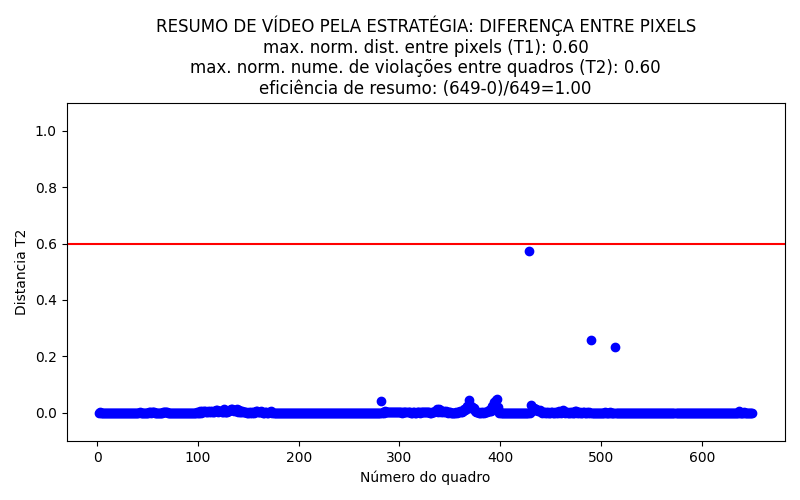 RESUMO DE VÍDEO PELA ESTRATÉGIA: DIFERENÇA ENTRE PIXELS
max. norm. dist. entre pixels (T1): 0.60
max. norm. nume. de violações entre quadros (T2): 0.60
eficiência de resumo: (649-0)/649=1.00
1.0
0.8
0.6
0.4
0.2
0.0
Distancia T2
0 100 200 300 400 500 600
Número do quadro